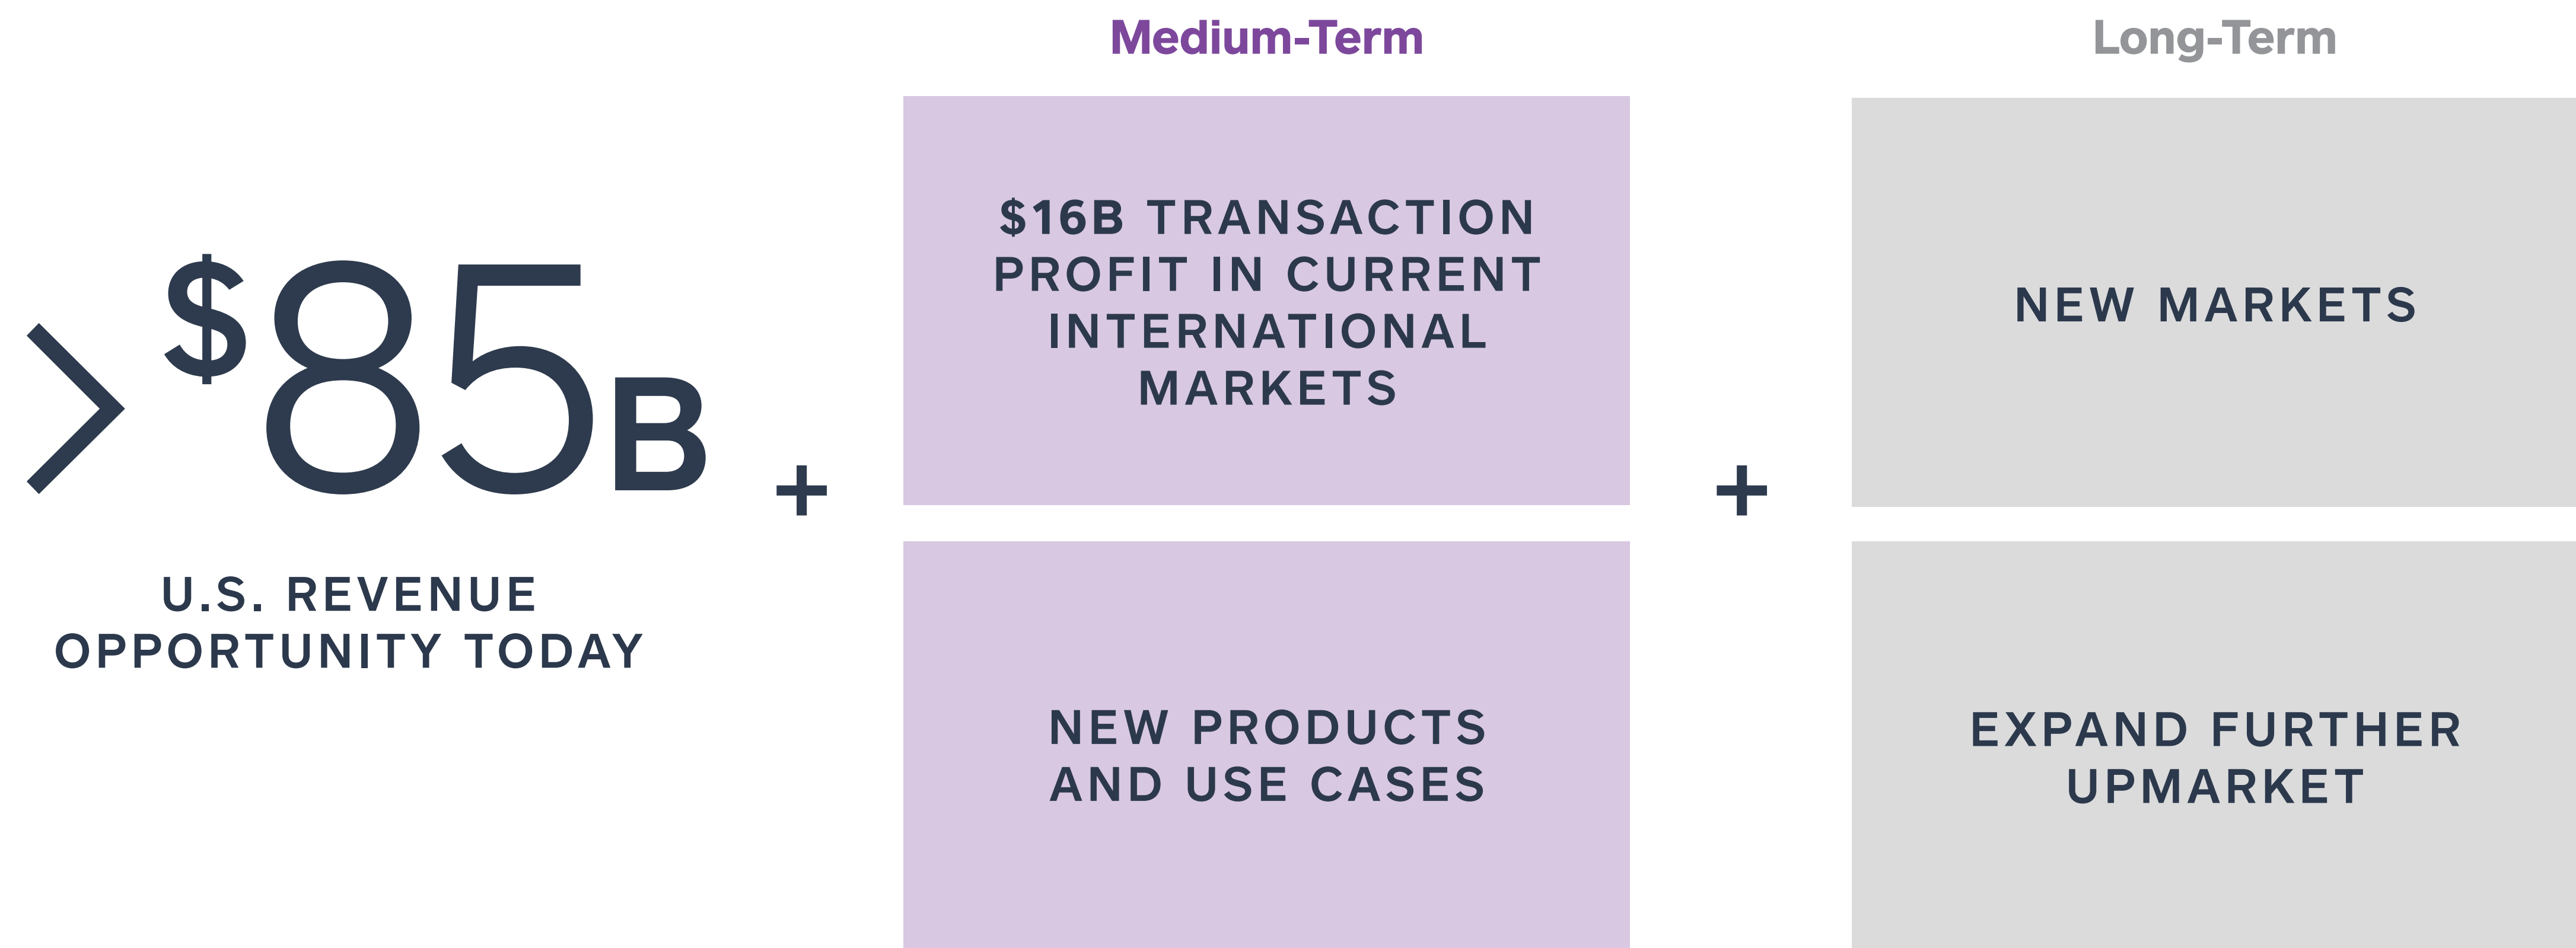 > $85B
U.S. REVENUE
OPPORTUNITY TODAY
+
Medium-Term
$16B TRANSACTION
PROFIT IN CURRENT
INTERNATIONAL
MARKETS
NEW PRODUCTS
AND USE CASES
+
Long-Term
NEW MARKETS
EXPAND FURTHER
UPMARKET